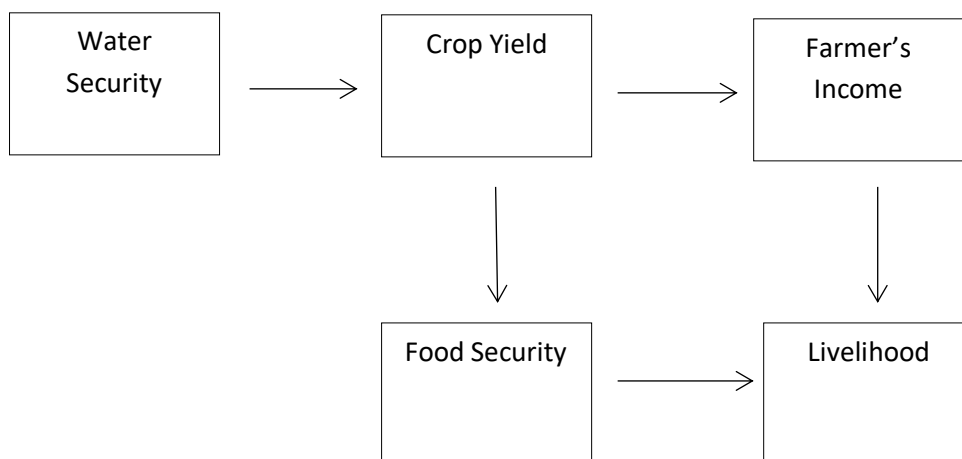 Water
Security
Crop Yield
Farmer’s
Income
Food Security
Livelihood